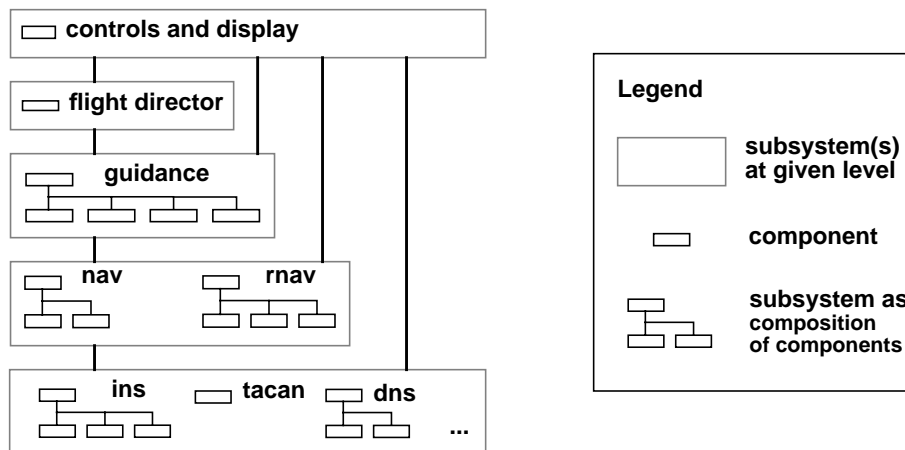 controls and display
flight director
guidance
nav
rnav
ins
tacan
dns
...
Legend
subsystem(s)
at given level
component
subsystem as
composition
of components